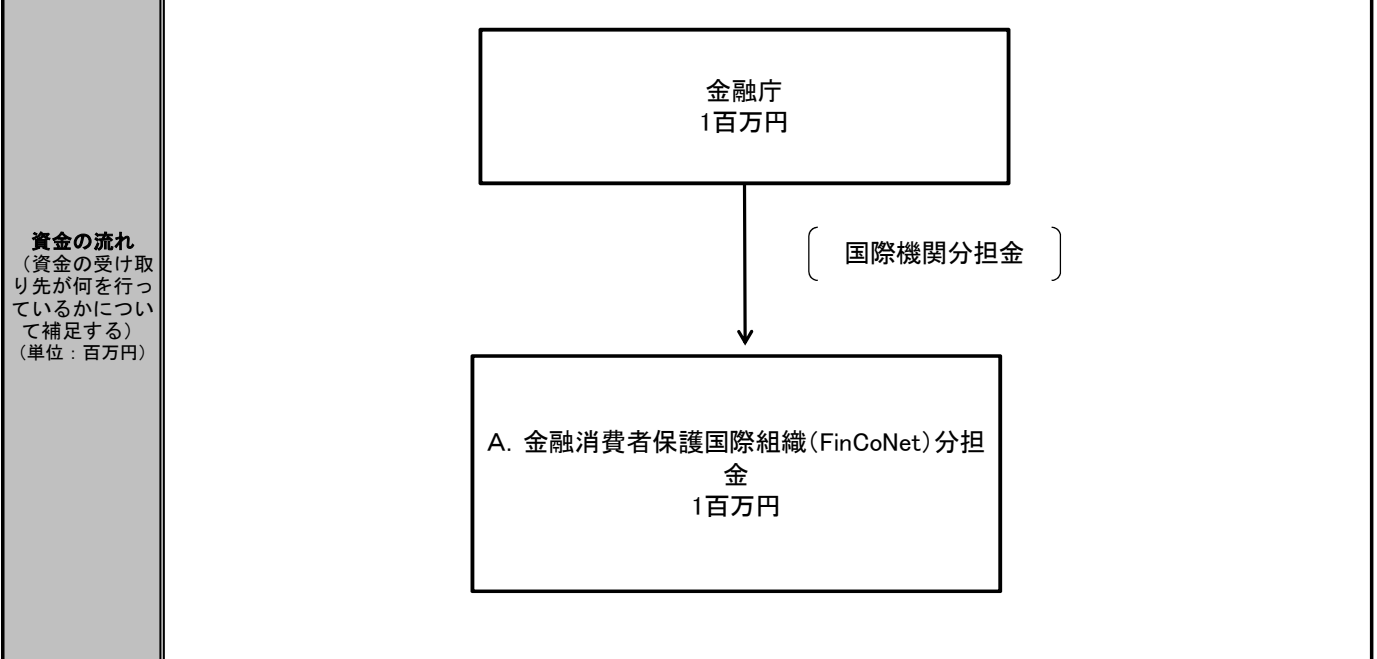 資金の流れ
（資金の受け取
り先が何を行っ
ているかについ
て補足する）
（単位：百万円）
金融庁
1百万円
国際機関分担金
A．金融消費者保護国際組織（FinCoNet）分担
金
1百万円